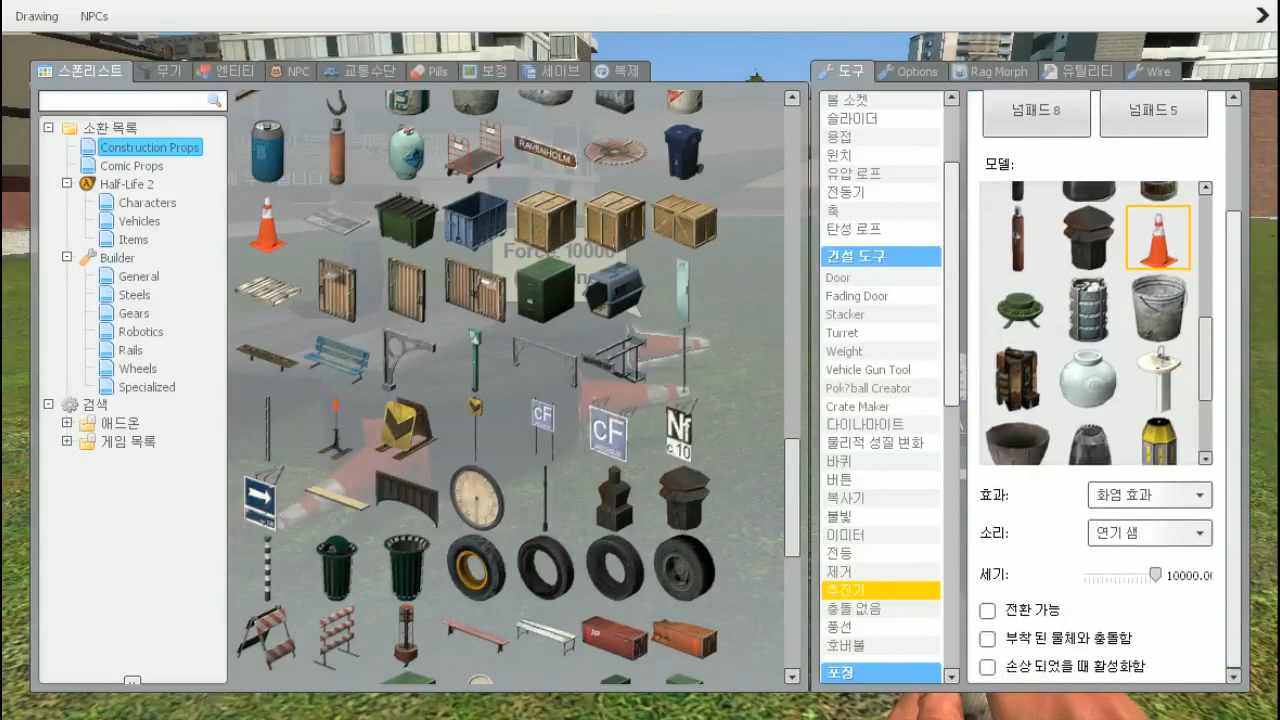 Drawing NPCs
스폰리스트 무기 엔티티 NPC 교통수단 Pills 보정 세이브 복제
도구 Options Rag Morph 유틸리티 Wire
소환 목록
Construction Props
Comic Props
Half-Life 2
Characters
Vehicles
Items
Builder
General
Steels
Gears
Robotics
Rails
Wheels
Specialized
검색
애드온
게임 목록
RAVENHOLM
Force: 10000
cF
cF
Nf
c.10
볼 소켓
슬라이더
용접
윈치
유압 로프
전동기
축
탄성 로프
건설 도구
Door
Fading Door
Stacker
Turret
Weight
Vehicle Gun Tool
Pok?ball Creator
Crate Maker
다이나마이트
물리적 성질 변화
바퀴
버튼
복사기
불빛
이미터
전등
제거
추진기
충돌 없음
풍선
호버볼
포징
넘패드 8 넘패드 5
모델:
효과: 화염 효과
소리: 연기 샘
세기: 10000.0
전환 가능
부착 된 물체와 충돌함
손상 되었을 때 활성화함